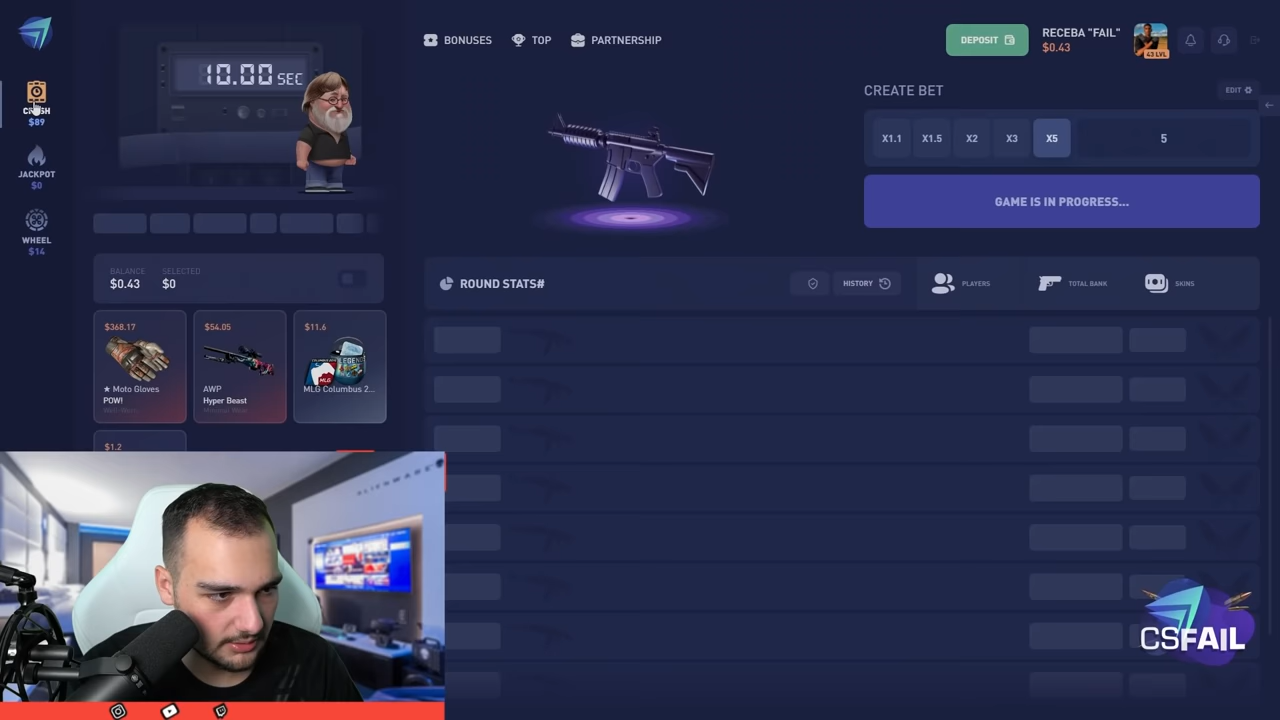 BONUSES
TOP
PARTNERSHIP
DEPOSIT
RECEBA "FAIL"
$0.43
43 LVL
10.00 SEC
CREATE BET
EDIT
X1.1
X1.5
X2
X3
X5
5
GAME IS IN PROGRESS...
$89
JACKPOT
$0
WHEEL
$14
BALANCE
$0.43
SELECTED
$0
ROUND STATS#
HISTORY
PLAYERS
TOTAL BANK
SKINS
$368.17
★ Moto Gloves
POW!
$54.05
AWP
Hyper Beast
$11.6
MLG Columbus 2...
$1.2
ALIENWARE
CSFAIL